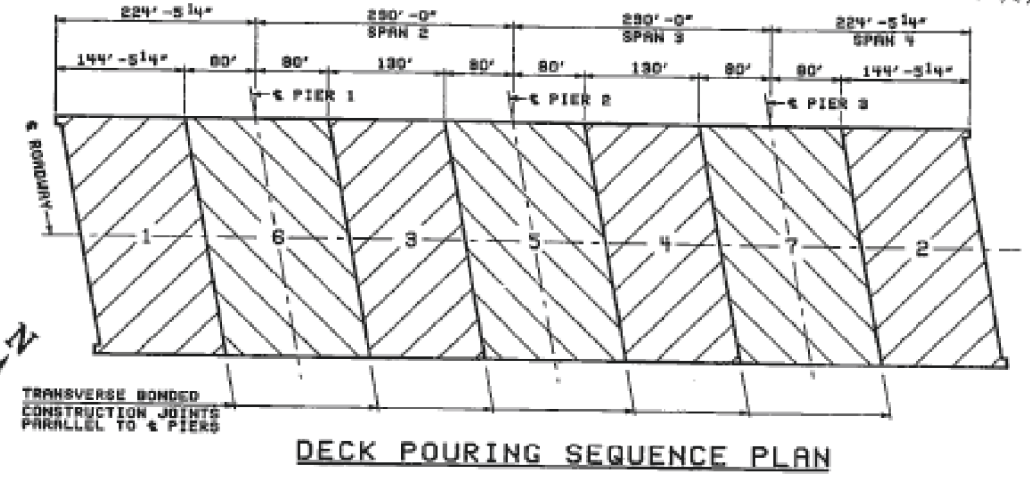 224'-5¼" 290'-0" 290'-0" 224'-5¼"
SPAN 2 SPAN 3 SPAN 4
144'-5¼" 80' 80' 130' 80' 80' 130' 80' 80' 144'-5¼"
℄ PIER 1 ℄ PIER 2 ℄ PIER 3
℄ ROADWAY
1 6 3 5 4 7 2
N
TRANSVERSE BONDED
CONSTRUCTION JOINTS
PARALLEL TO ℄ PIERS
DECK POURING SEQUENCE PLAN